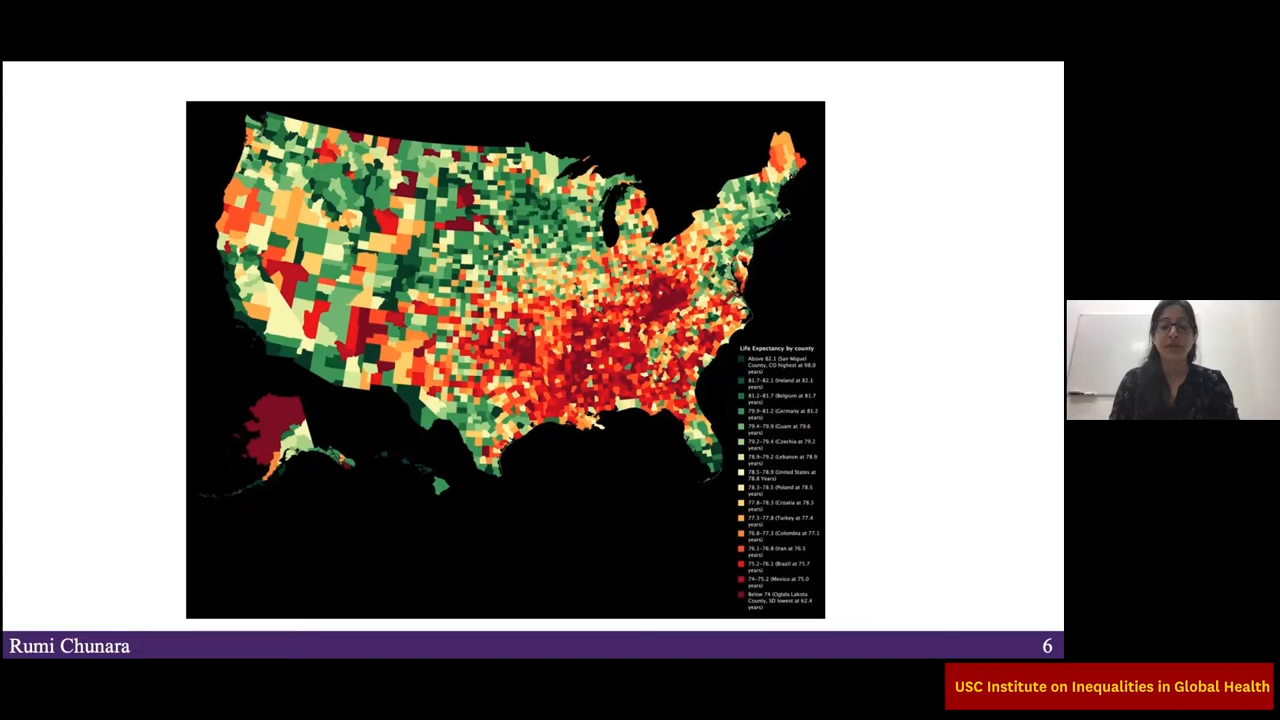 Life Expectancy by county
Above 82.1 (San Miguel
County, CO highest at 98.0
years)
81.7-82.1 (Ireland at 82.1
years)
81.2-81.7 (Belgium at 81.7
years)
79.9-81.2 (Germany at 81.2
years)
79.4-79.9 (Guam at 79.6
years)
79.2-79.4 (Czechia at 79.2
years)
78.9-79.2 (Lebanon at 78.9
years)
78.5-78.9 (United States at
78.8 Years)
78.3-78.5 (Poland at 78.5
years)
77.8-78.3 (Croatia at 78.3
years)
77.3-77.8 (Turkey at 77.4
years)
76.8-77.3 (Colombia at 77.1
years)
76.1-76.8 (Iran at 76.5
years)
75.2-76.1 (Brazil at 75.7
years)
74-75.2 (Mexico at 75.0
years)
Below 74 (Oglala Lakota
County, SD lowest at 62.4
years)
Rumi Chunara
6
USC Institute on Inequalities in Global Health